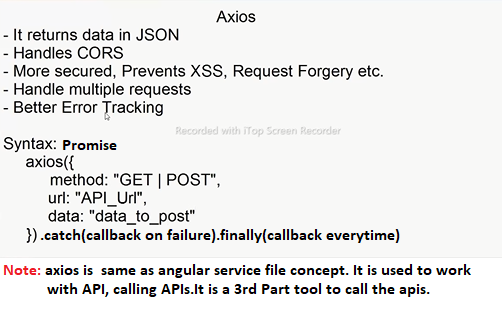 Axios
- It returns data in JSON
- Handles CORS
- More secured, Prevents XSS, Request Forgery etc.
- Handle multiple requests
- Better Error Tracking
Recorded with iTop Screen Recorder
Syntax: Promise
axios({
method: "GET | POST",
url: "API_Url",
data: "data_to_post"
}) .catch(callback on failure).finally(callback everytime)
Note: axios is same as angular service file concept. It is used to work
with API, calling APIs.It is a 3rd Part tool to call the apis.